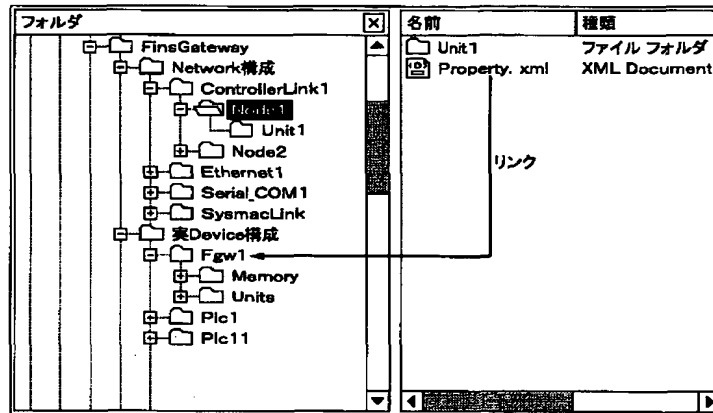 フォルダ
FinsGateway
Network構成
ControllerLink1
Node1
Unit1
Node2
Ethernet1
Serial_COM1
SysmacLink
実Device構成
Fgw1
Memory
Units
Plc1
Plc11
名前 種類
Unit1 ファイル フォルダ
Property. xml XML Document
リンク